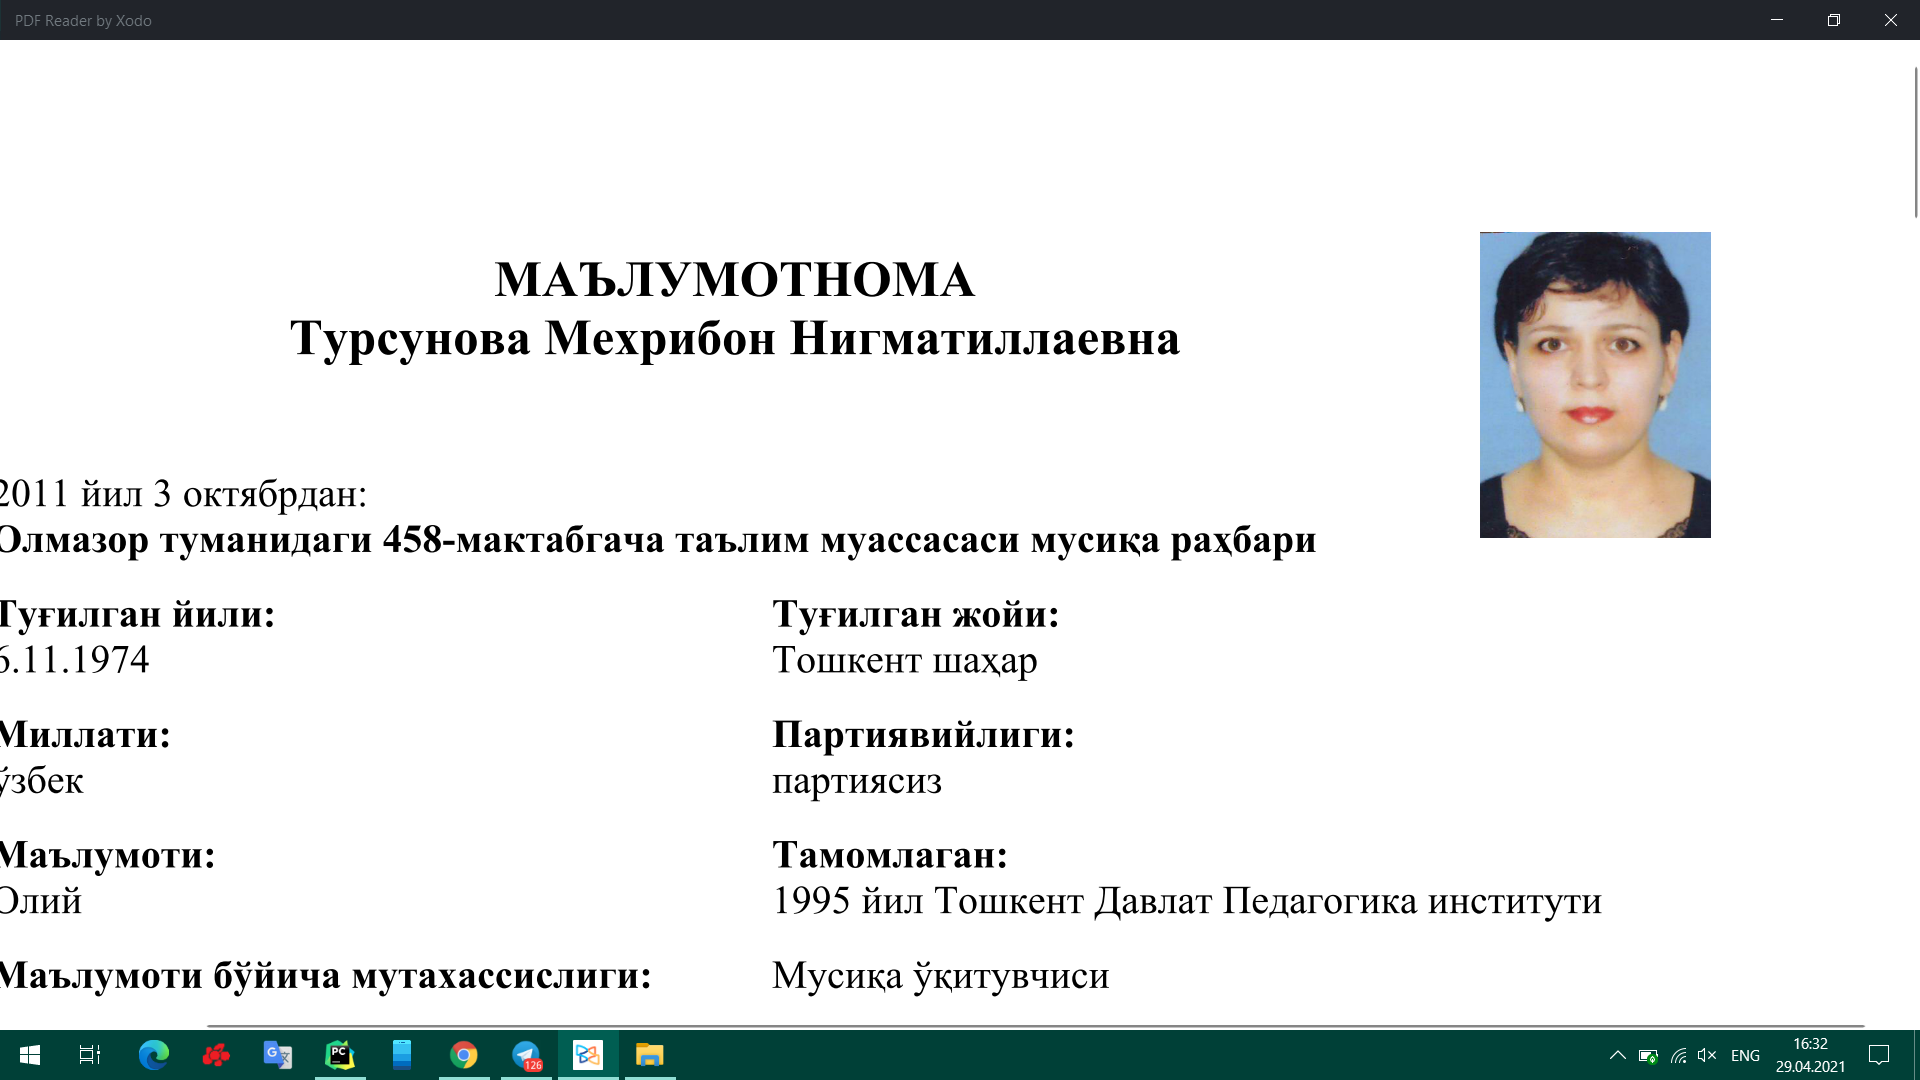 PDF Reader by Xodo
МАЪЛУМОТНОМА
Турсунова Мехрибон Нигматиллаевна
2011 йил 3 октябрдан:
Олмазор туманидаги 458-мактабгача таълим муассасаси мусиқа раҳбари
Туғилган йили:
6.11.1974
Туғилган жойи:
Тошкент шаҳар
Миллати:
ўзбек
Партиявийлиги:
партиясиз
Маълумоти:
Олий
Тамомлаган:
1995 йил Тошкент Давлат Педагогика институти
Маълумоти бўйича мутахассислиги:
Мусиқа ўқитувчиси
PC
126
ENG
16:32
29.04.2021